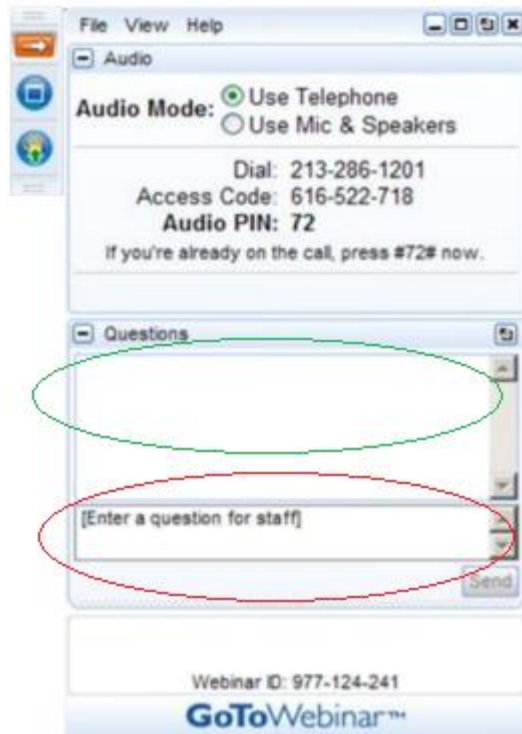 File View Help
Audio
Audio Mode: Use Telephone
Use Mic & Speakers
Dial: 213-286-1201
Access Code: 616-522-718
Audio PIN: 72
If you're already on the call, press #72# now.
Questions
[Enter a question for staff]
Send
Webinar ID: 977-124-241
GoToWebinar™